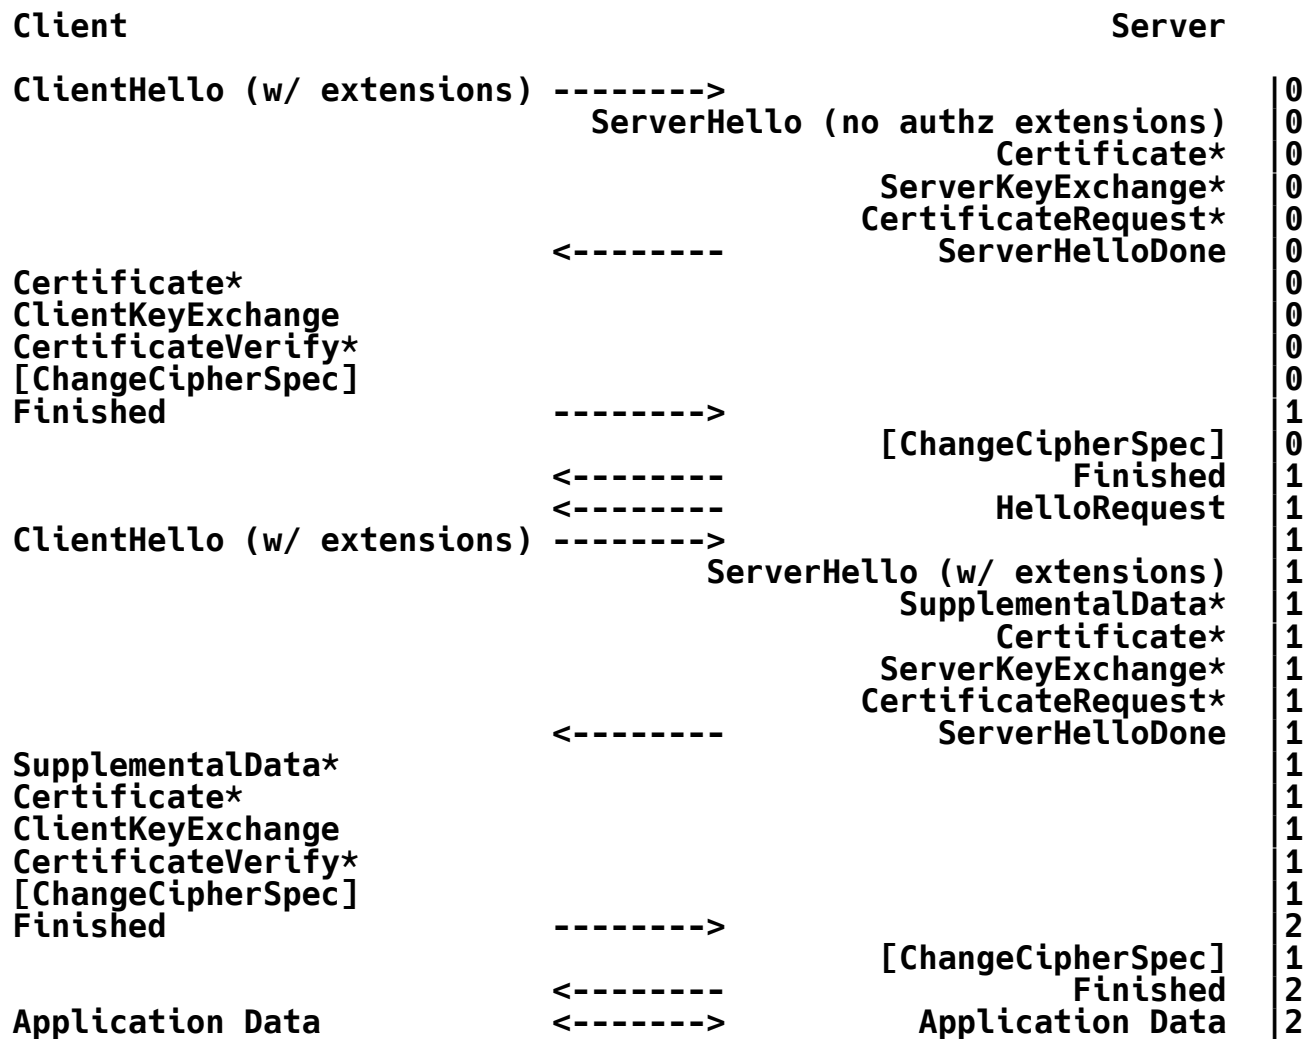 Client                                                   Server

ClientHello (w/ extensions) -------->                            |0
                              ServerHello (no authz extensions)  |0
                                                   Certificate*  |0
                                             ServerKeyExchange*  |0
                                            CertificateRequest*  |0
                            <--------           ServerHelloDone  |0
Certificate*                                                     |0
ClientKeyExchange                                                |0
CertificateVerify*                                               |0
[ChangeCipherSpec]                                               |0
Finished                    -------->                            |1
                                             [ChangeCipherSpec]  |0
                            <--------                  Finished  |1
                            <--------              HelloRequest  |1
ClientHello (w/ extensions) -------->                            |1
                                    ServerHello (w/ extensions)  |1
                                              SupplementalData*  |1
                                                   Certificate*  |1
                                             ServerKeyExchange*  |1
                                            CertificateRequest*  |1
                            <--------           ServerHelloDone  |1
SupplementalData*                                                |1
Certificate*                                                     |1
ClientKeyExchange                                                |1
CertificateVerify*                                               |1
[ChangeCipherSpec]                                               |1
Finished                    -------->                            |2
                                             [ChangeCipherSpec]  |1
                            <--------                  Finished  |2
Application Data            <------->          Application Data  |2